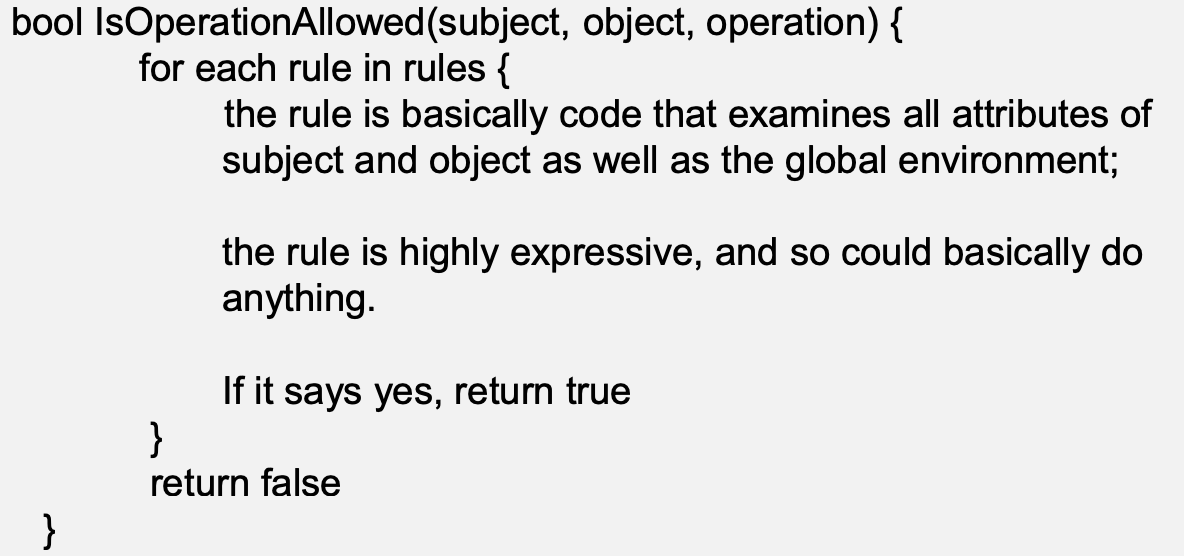 bool IsOperationAllowed(subject, object, operation) {
for each rule in rules {
the rule is basically code that examines all attributes of
subject and object as well as the global environment;
the rule is highly expressive, and so could basically do
anything.
If it says yes, return true
}
return false
}